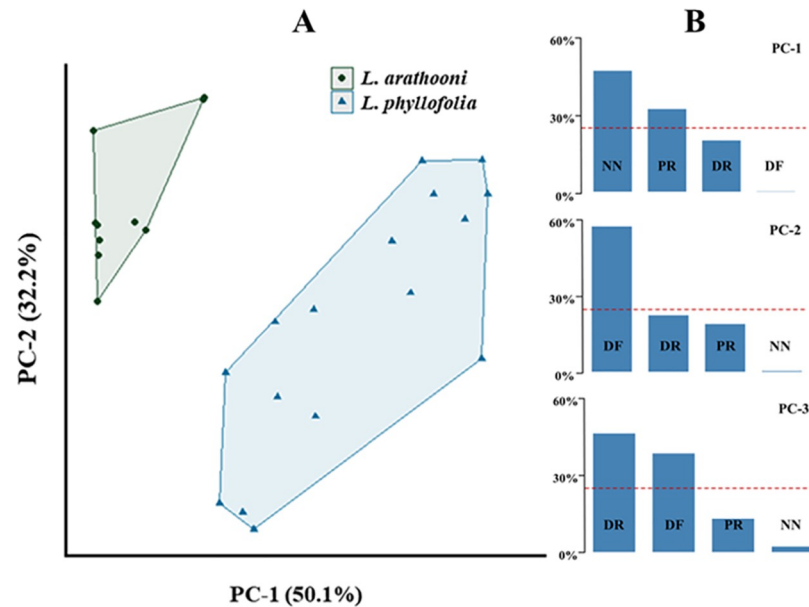 A
B
L. arathooni
L. phyllofolia
PC-2 (32.2%)
PC-1 (50.1%)
60%
PC-1
30%
NN PR DR DF
0%
60%
PC-2
30%
DF DR PR NN
0%
60%
PC-3
30%
DR DF PR NN
0%